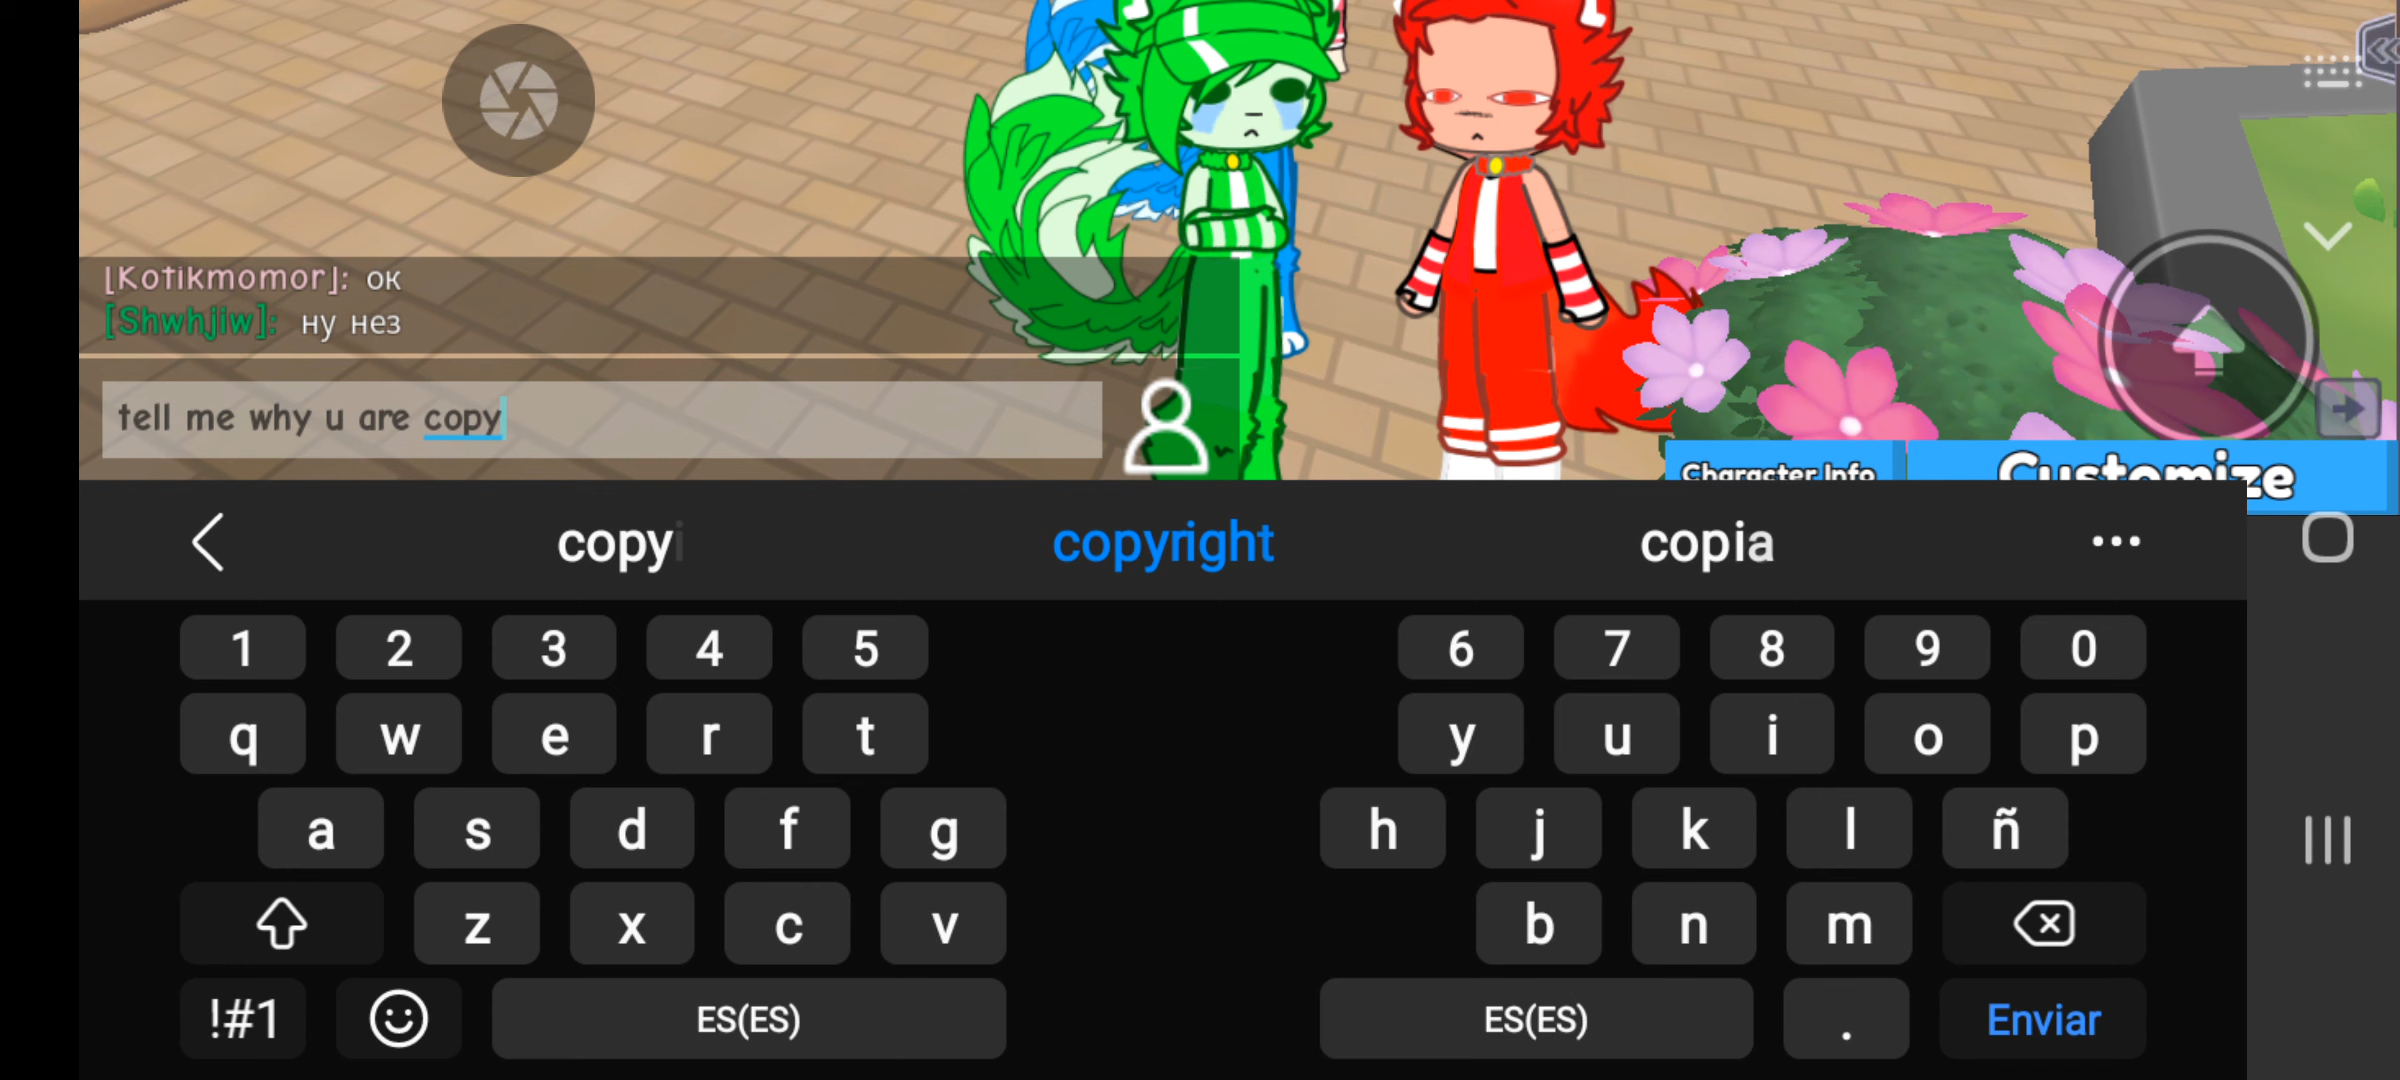 [Kotikmomor]: ок
[Shwhjiw]: ну нез
tell me why u are copy
Character Info
Customize
copyi
copyright
copia
1 2 3 4 5 6 7 8 9 0
q w e r t y u i o p
a s d f g h j k l ñ
z x c v b n m
!#1 ES(ES) ES(ES) . Enviar